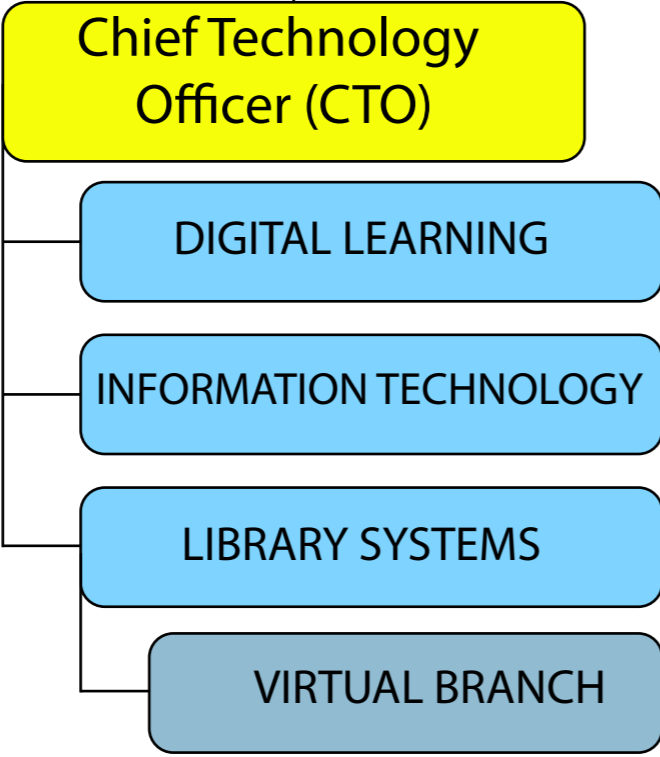 Chief Technology
Officer (CTO)
DIGITAL LEARNING
INFORMATION TECHNOLOGY
LIBRARY SYSTEMS
VIRTUAL BRANCH